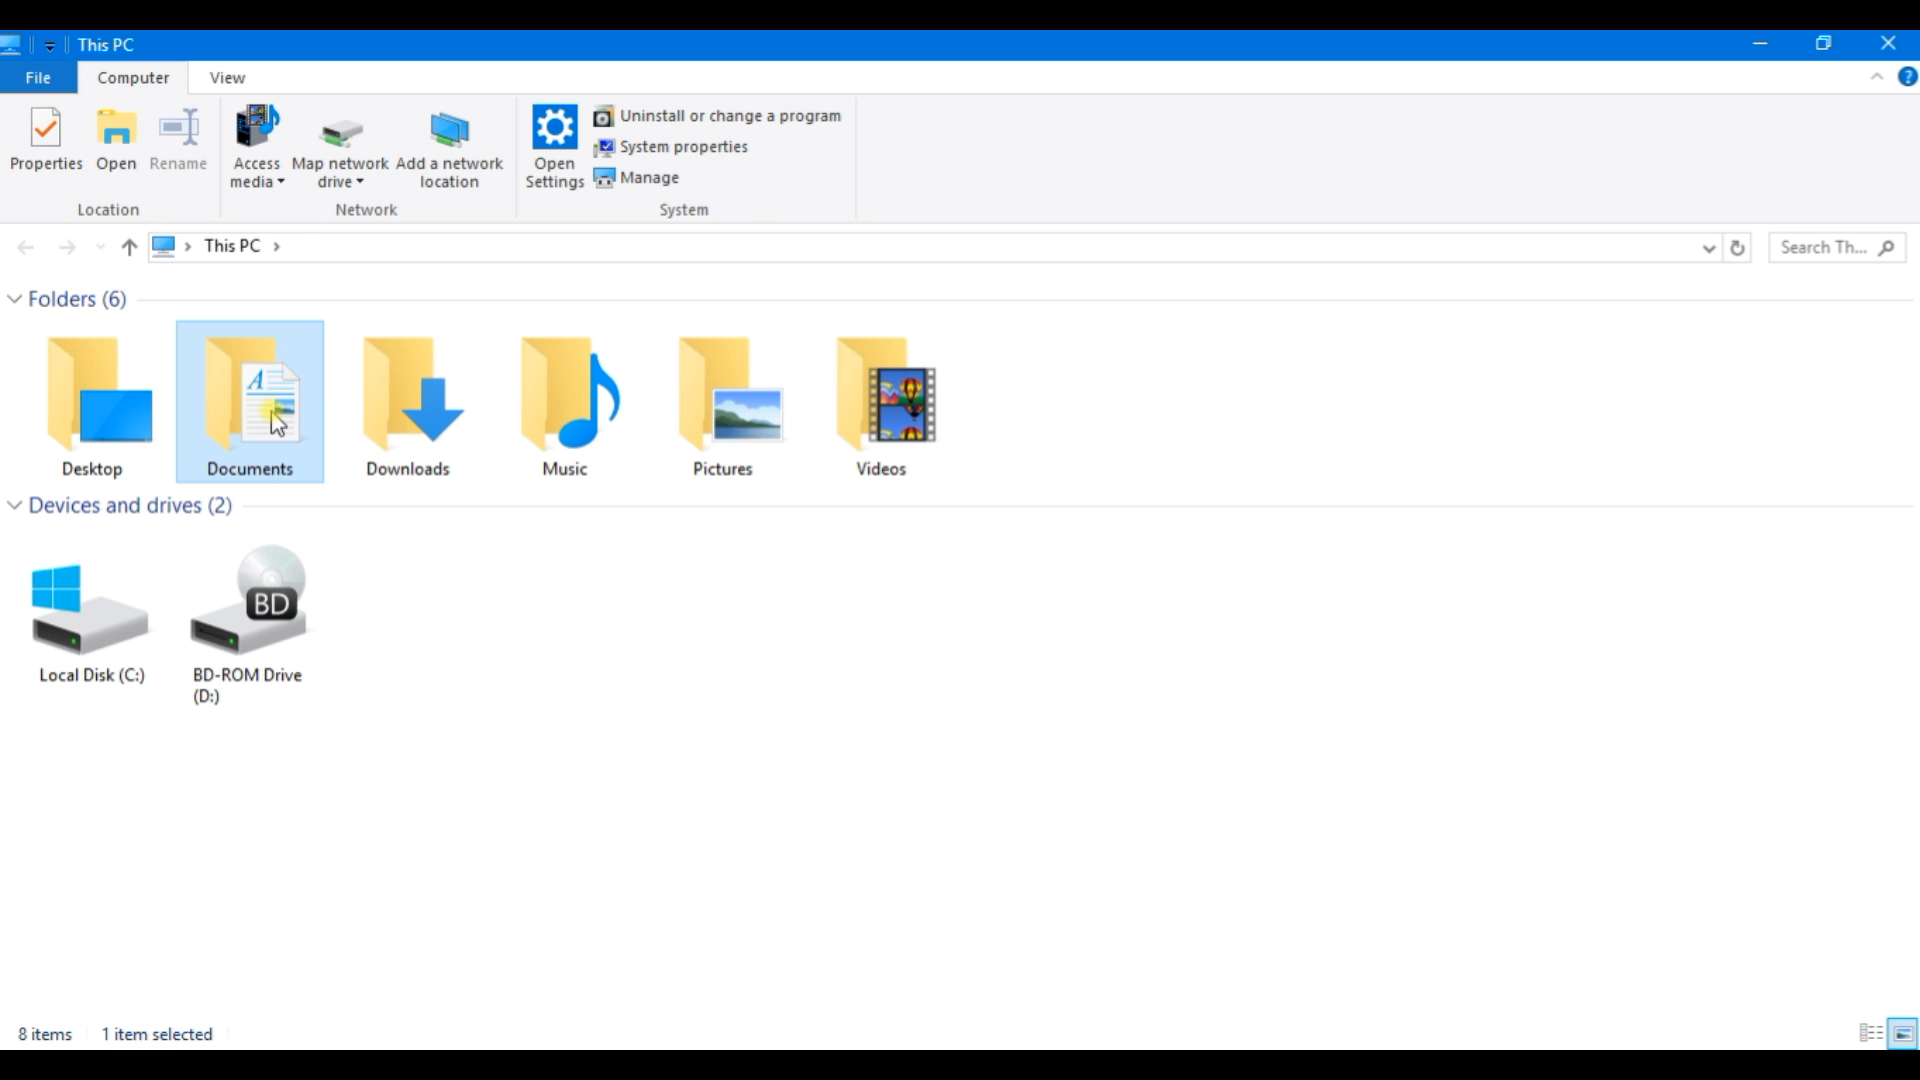 This PC
File Computer View
Properties Open Rename
Access media Map network drive Add a network location
Open Settings
Uninstall or change a program
System properties
Manage
Location Network System
This PC
Search Th...
Folders (6)
A
Desktop Documents Downloads Music Pictures Videos
Devices and drives (2)
BD
Local Disk (C:) BD-ROM Drive (D:)
8 items 1 item selected